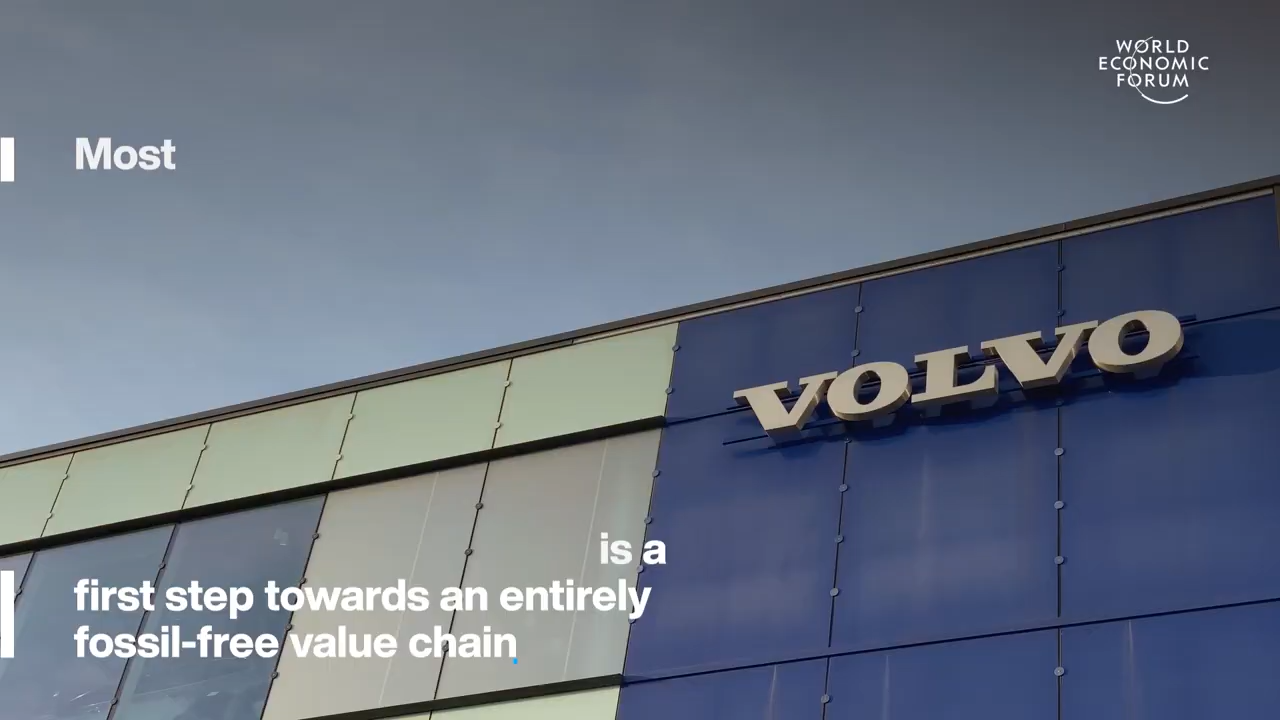 WORLD
ECONOMIC
FORUM
Most
VOLVO
is a
first step towards an entirely
fossil-free value chain